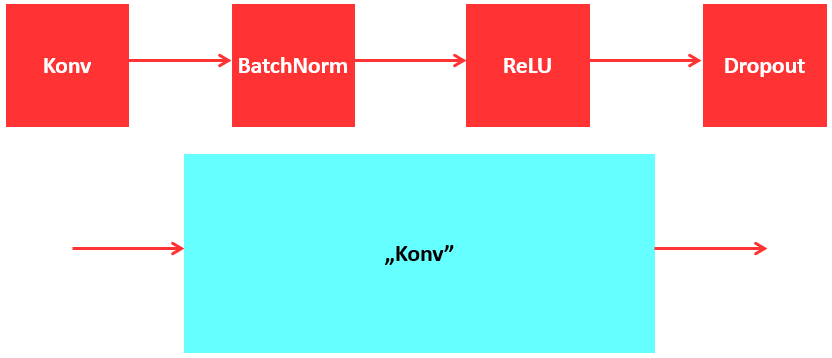 Konv
BatchNorm
ReLU
Dropout
„Konv”